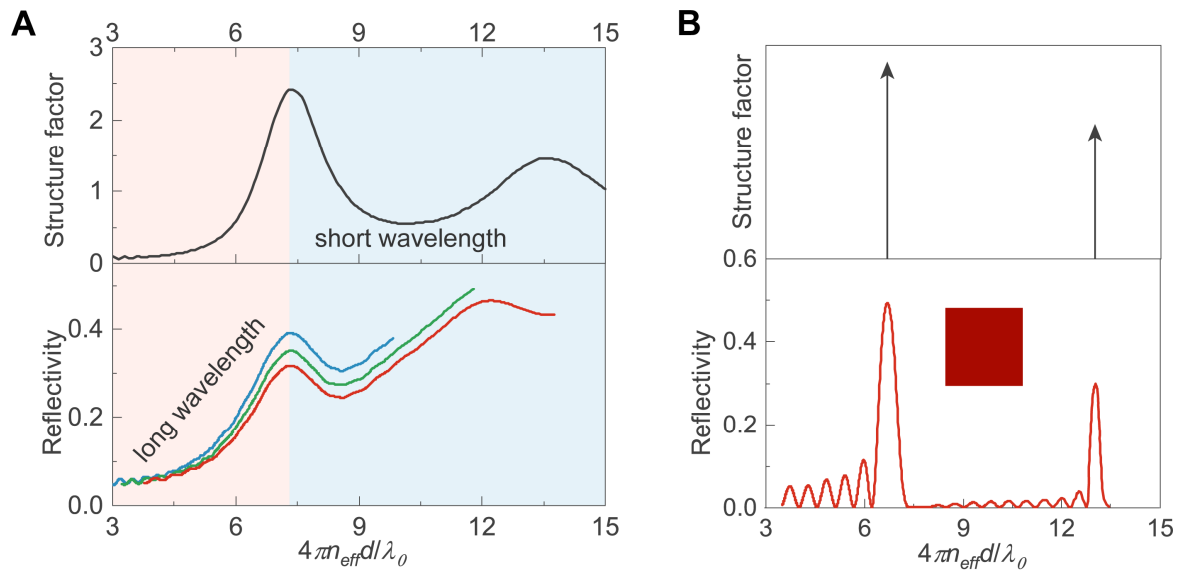 A
3 6 9 12 15
3
2
1
0
Structure factor
short wavelength
0.4
0.2
0.0
Reflectivity
long wavelength
3 6 9 12 15
4πn_eff d/λ_0
B
Structure factor
0.6
0.4
0.2
0.0
Reflectivity
3 6 9 12 15
4πn_eff d/λ_0